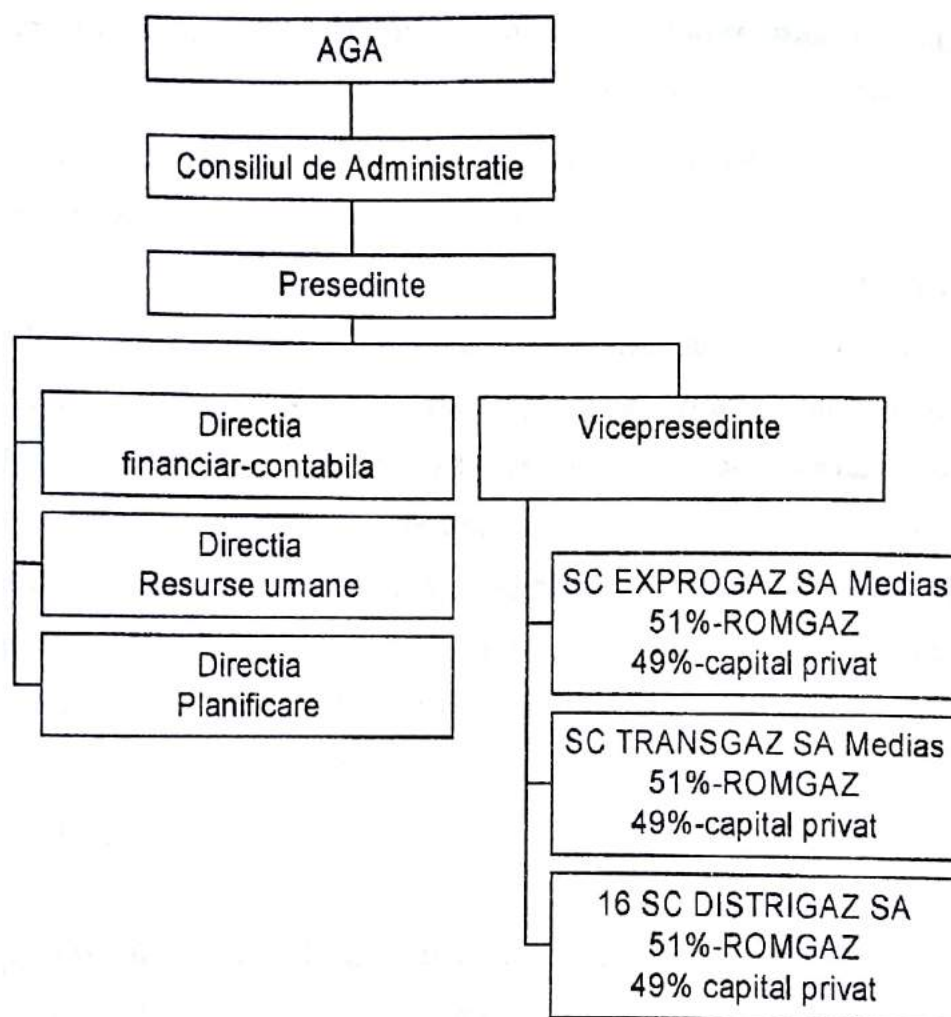 AGA
Consiliul de Administratie
Presedinte
Directia
financiar-contabila
Directia
Resurse umane
Directia
Planificare
Vicepresedinte
SC EXPROGAZ SA Medias
51%-ROMGAZ
49%-capital privat
SC TRANSGAZ SA Medias
51%-ROMGAZ
49%-capital privat
16 SC DISTRIGAZ SA
51%-ROMGAZ
49% capital privat